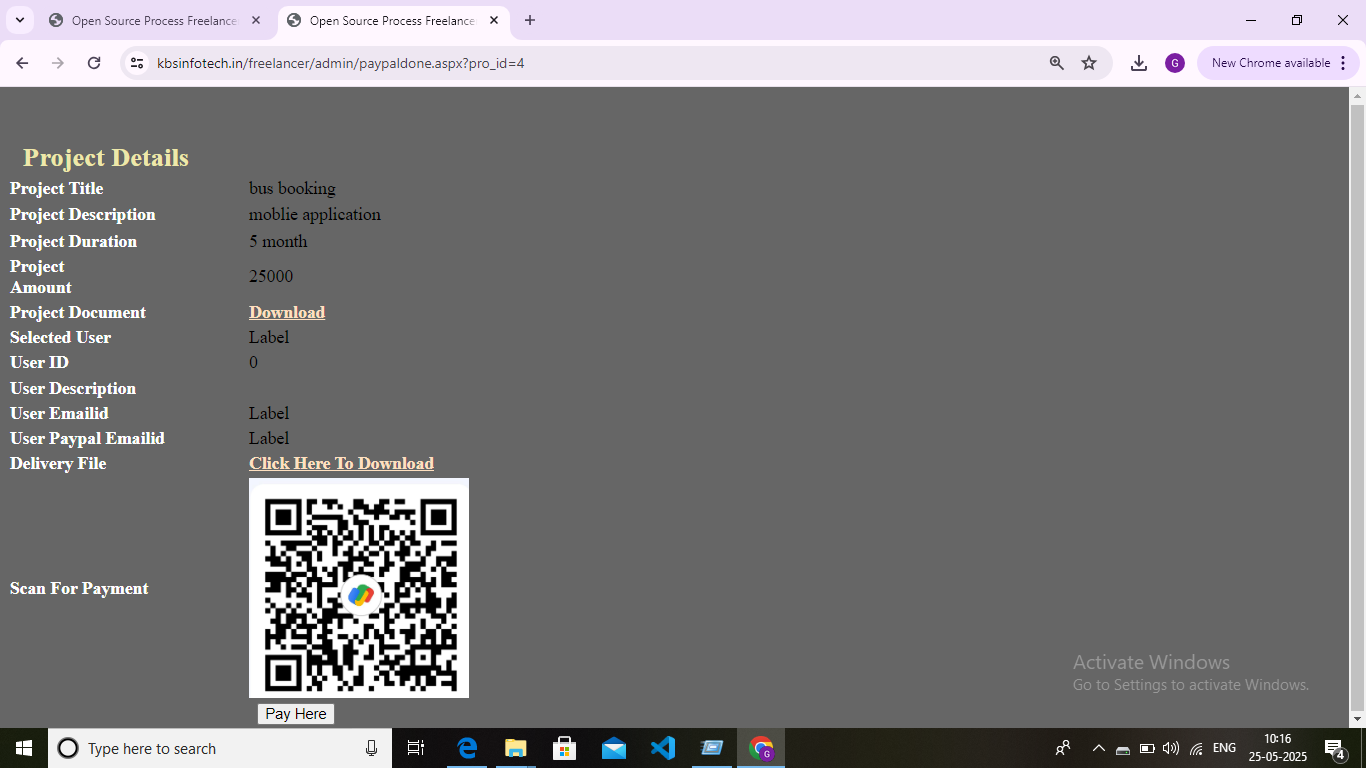 Open Source Process Freelance
Open Source Process Freelance
kbsinfotech.in/freelancer/admin/paypaldone.aspx?pro_id=4
G
New Chrome available
Project Details
Project Title bus booking
Project Description moblie application
Project Duration 5 month
Project
Amount 25000
Project Document Download
Selected User Label
User ID 0
User Description
User Emailid Label
User Paypal Emailid Label
Delivery File Click Here To Download
Scan For Payment
Pay Here
Activate Windows
Go to Settings to activate Windows.
Type here to search
G
ENG
10:16
25-05-2025
4